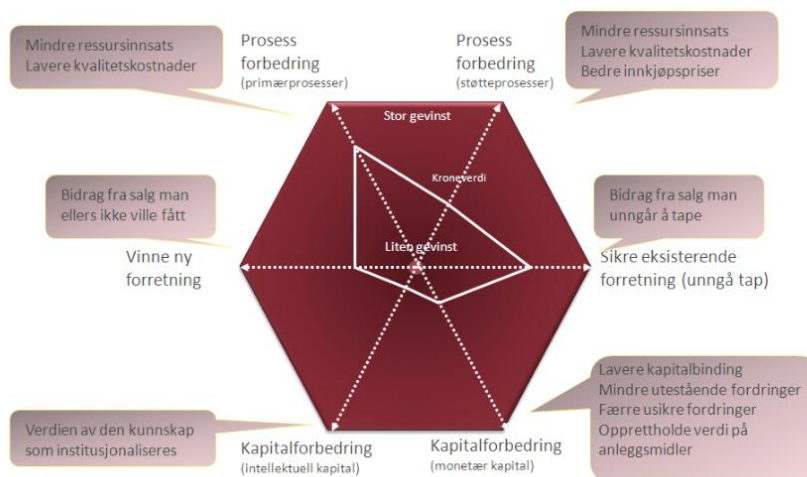 Mindre ressursinnsats
Lavere kvalitetskostnader
Prosess
forbedring
(primærprosesser)
Prosess
forbedring
(støtteprosesser)
Mindre ressursinnsats
Lavere kvalitetskostnader
Bedre innkjøpspriser
Stor gevinst
Kroneverdi
Bidrag fra salg man
ellers ikke ville fått
Bidrag fra salg man
unngår å tape
Vinne ny
forretning
Liten gevinst
Sikre eksisterende
forretning (unngå tap)
Verdien av den kunnskap
som institusjonaliseres
Kapitalforbedring
(intellektuell kapital)
Kapitalforbedring
(monetær kapital)
Lavere kapitalbinding
Mindre utestående fordringer
Færre usikre fordringer
Opprettholde verdi på
anleggsmidler